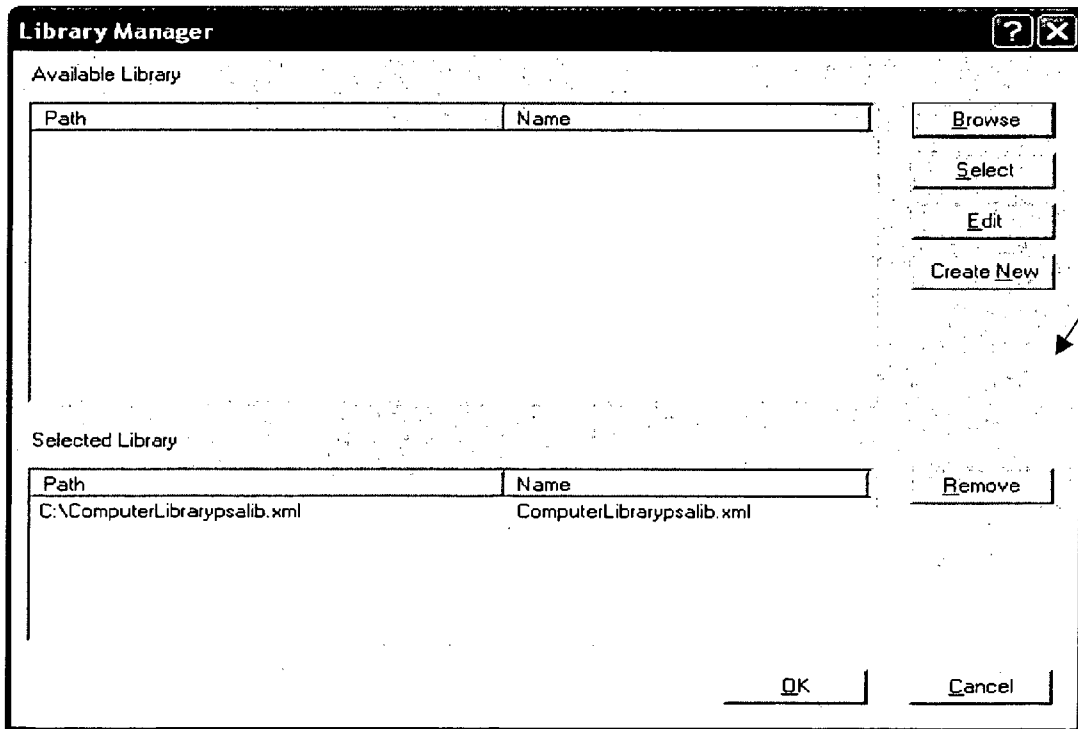 Library Manager ? X
Available Library
Path Name
Browse
Select
Edit
Create New
Selected Library
Path Name
C:\ComputerLibrarypsalib.xml ComputerLibrarypsalib.xml
Remove
OK Cancel